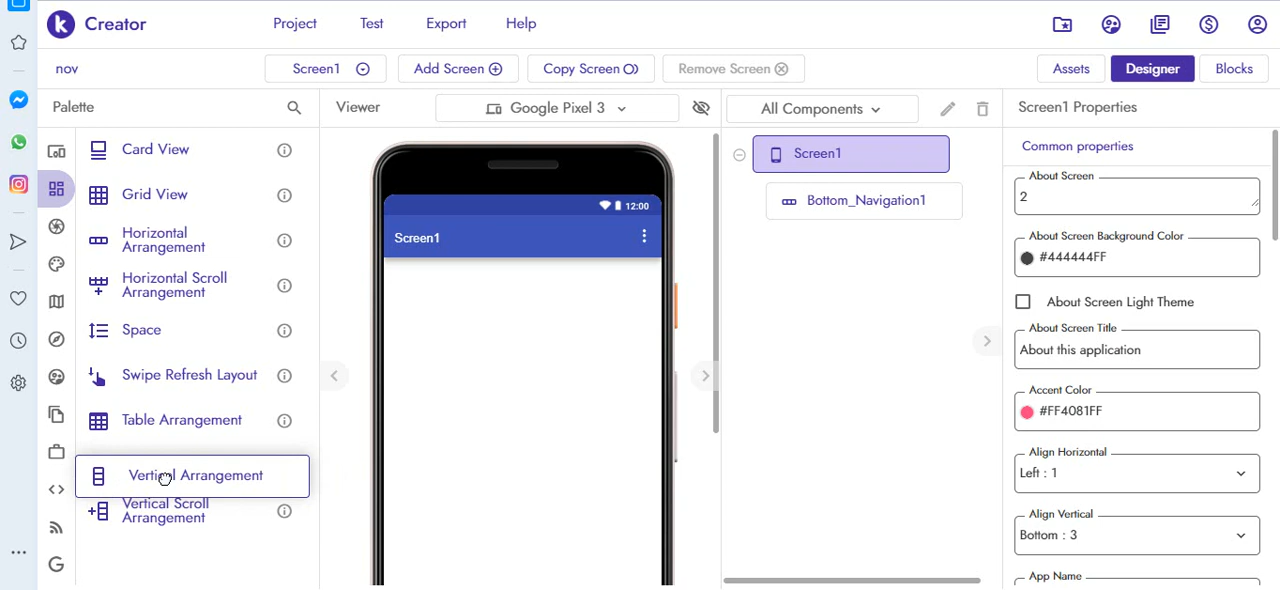 Creator
Project
Test
Export
Help
nov
Screen1
Add Screen
Copy Screen
Remove Screen
Assets
Designer
Blocks
Palette
Viewer
Google Pixel 3
All Components
Screen1 Properties
Card View
Grid View
Horizontal
Arrangement
Horizontal Scroll
Arrangement
Space
Swipe Refresh Layout
Table Arrangement
Vertical Arrangement
Vertical Scroll
Arrangement
12:00
Screen1
Screen1
Bottom_Navigation1
Common properties
About Screen
2
About Screen Background Color
#444444FF
About Screen Light Theme
About Screen Title
About this application
Accent Color
#FF4081FF
Align Horizontal
Left : 1
Align Vertical
Bottom : 3
App Name